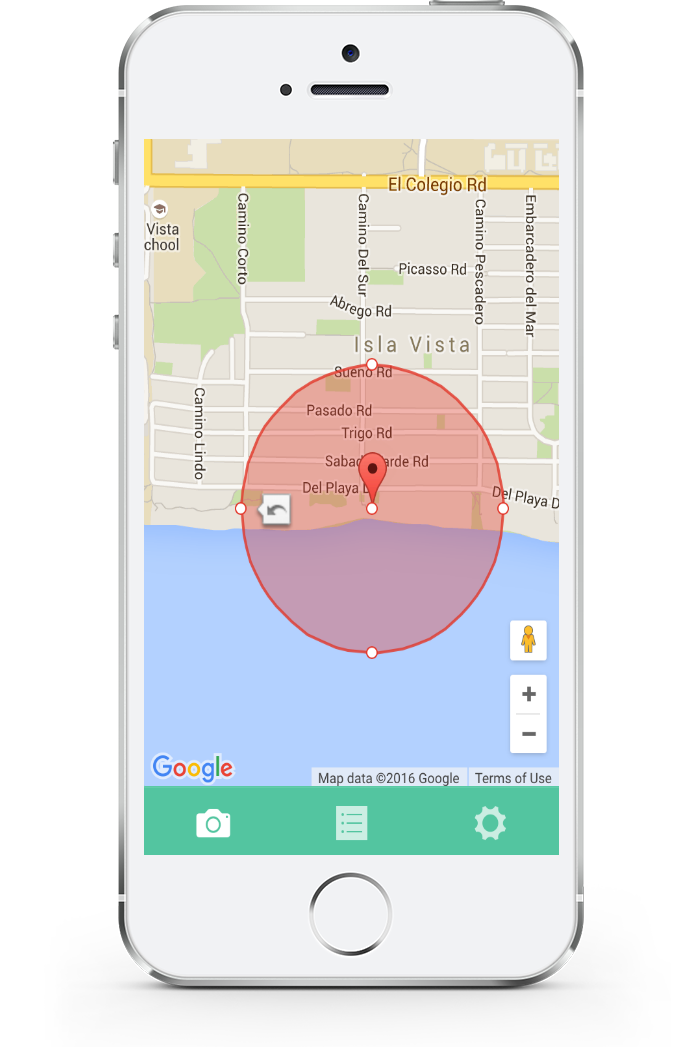 El Colegio Rd
Camino Corto
Camino Del Sur
Camino Pescadero
Embarcadero del Mar
Vista
chool
Picasso Rd
Abrego Rd
Isla Vista
Sueno Rd
Camino Lindo
Pasado Rd
Trigo Rd
Sabad erde Rd
Del Playa D
Del Playa D
+
−
Google
Map data ©2016 Google
Terms of Use